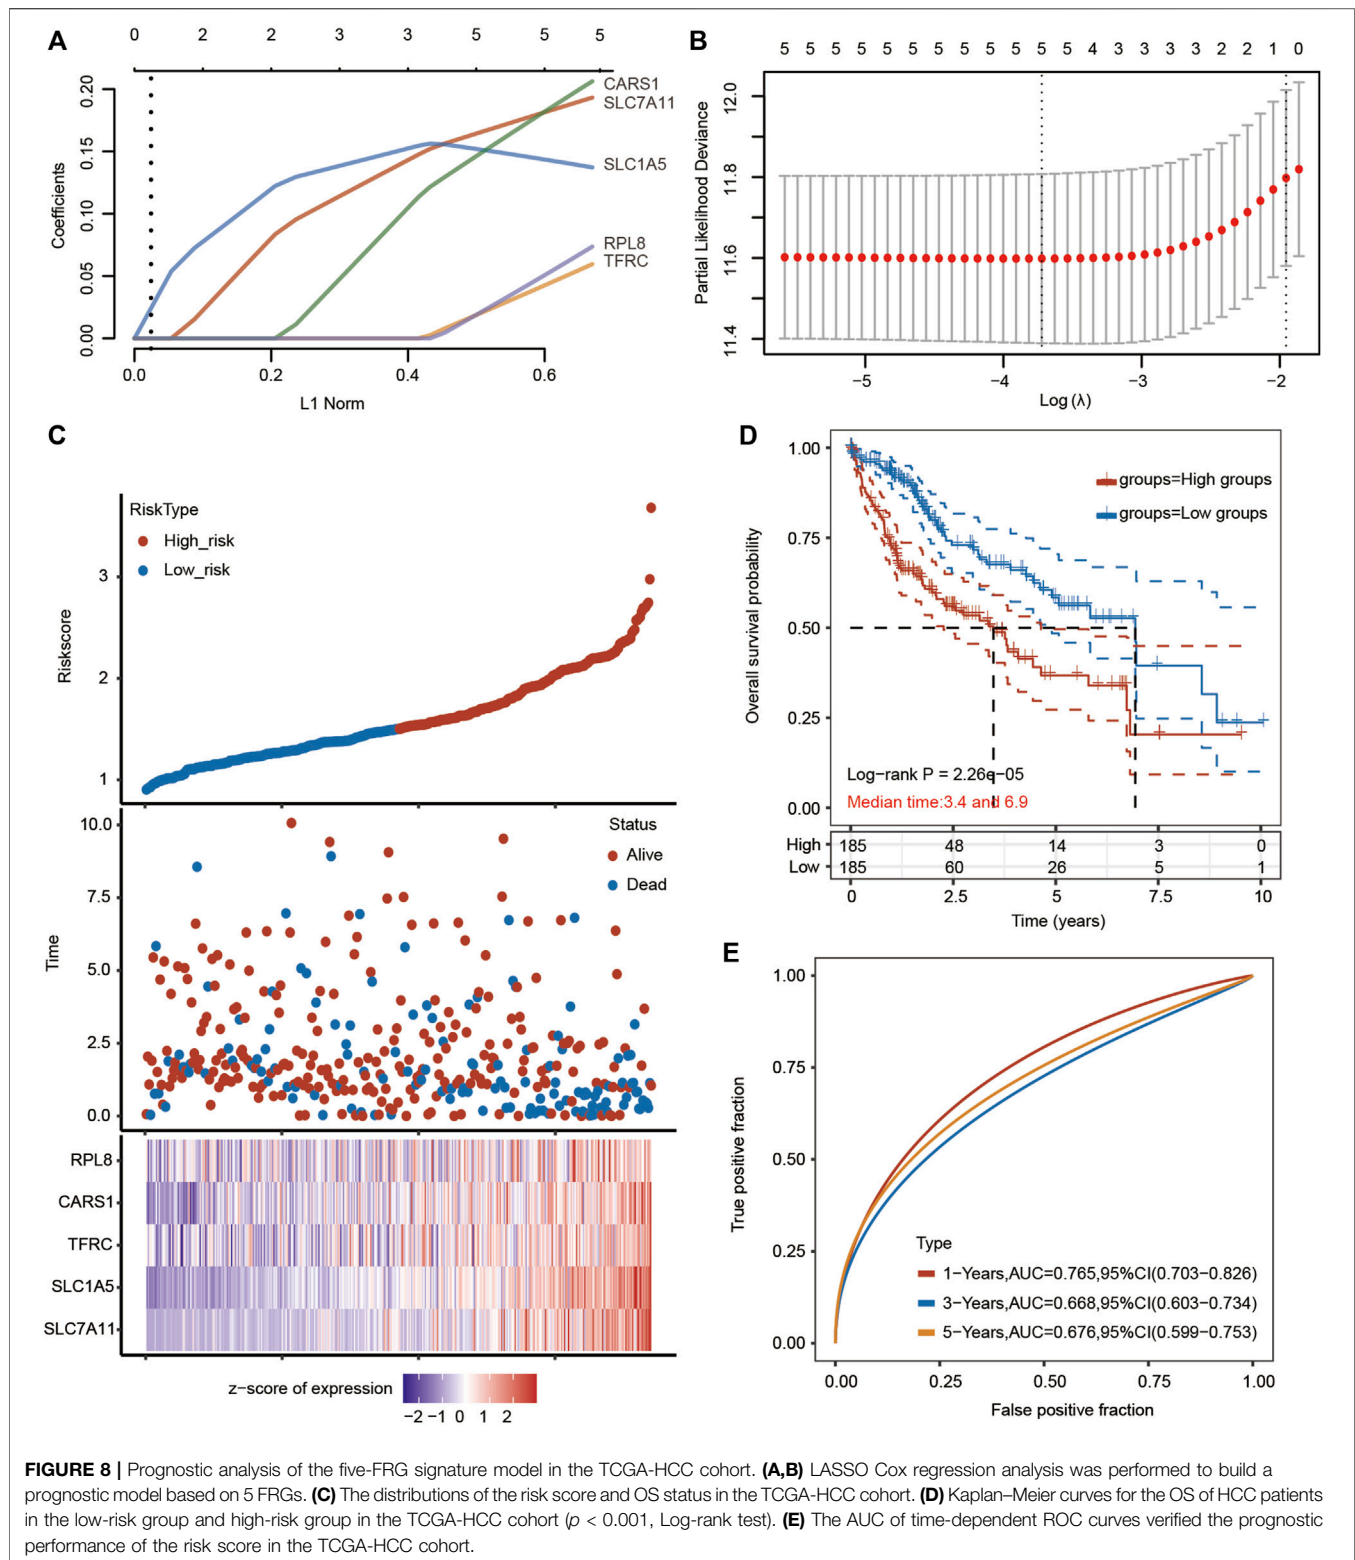 A
0 2 2 3 3 5 5 5
CARS1
SLC7A11
SLC1A5
RPL8
TFRC
Coefficients
0.20
0.15
0.10
0.05
0.00
0.0 0.2 0.4 0.6
L1 Norm
B
5 5 5 5 5 5 5 5 5 5 5 5 4 3 3 3 3 2 2 1 0
Partial Likelihood Deviance
12.0
11.8
11.6
11.4
−5 −4 −3 −2
Log (λ)
C
RiskType
High_risk
Low_risk
Riskscore
3
2
1
Status
Alive
Dead
Time
10.0
7.5
5.0
2.5
0.0
RPL8
CARS1
TFRC
SLC1A5
SLC7A11
z-score of expression
−2 −1 0 1 2
D
groups=High groups
groups=Low groups
Overall survival probability
1.00
0.75
0.50
0.25
0.00
Log−rank P = 2.26e−05
Median time:3.4 and 6.9
High 185 48 14 3 0
Low 185 60 26 5 1
0 2.5 5 7.5 10
Time (years)
E
True positive fraction
1.00
0.75
0.50
0.25
0.00
Type
1−Years,AUC=0.765,95%CI(0.703−0.826)
3−Years,AUC=0.668,95%CI(0.603−0.734)
5−Years,AUC=0.676,95%CI(0.599−0.753)
0.00 0.25 0.50 0.75 1.00
False positive fraction
FIGURE 8 | Prognostic analysis of the five-FRG signature model in the TCGA-HCC cohort. (A,B) LASSO Cox regression analysis was performed to build a
prognostic model based on 5 FRGs. (C) The distributions of the risk score and OS status in the TCGA-HCC cohort. (D) Kaplan–Meier curves for the OS of HCC patients
in the low-risk group and high-risk group in the TCGA-HCC cohort (p < 0.001, Log-rank test). (E) The AUC of time-dependent ROC curves verified the prognostic
performance of the risk score in the TCGA-HCC cohort.